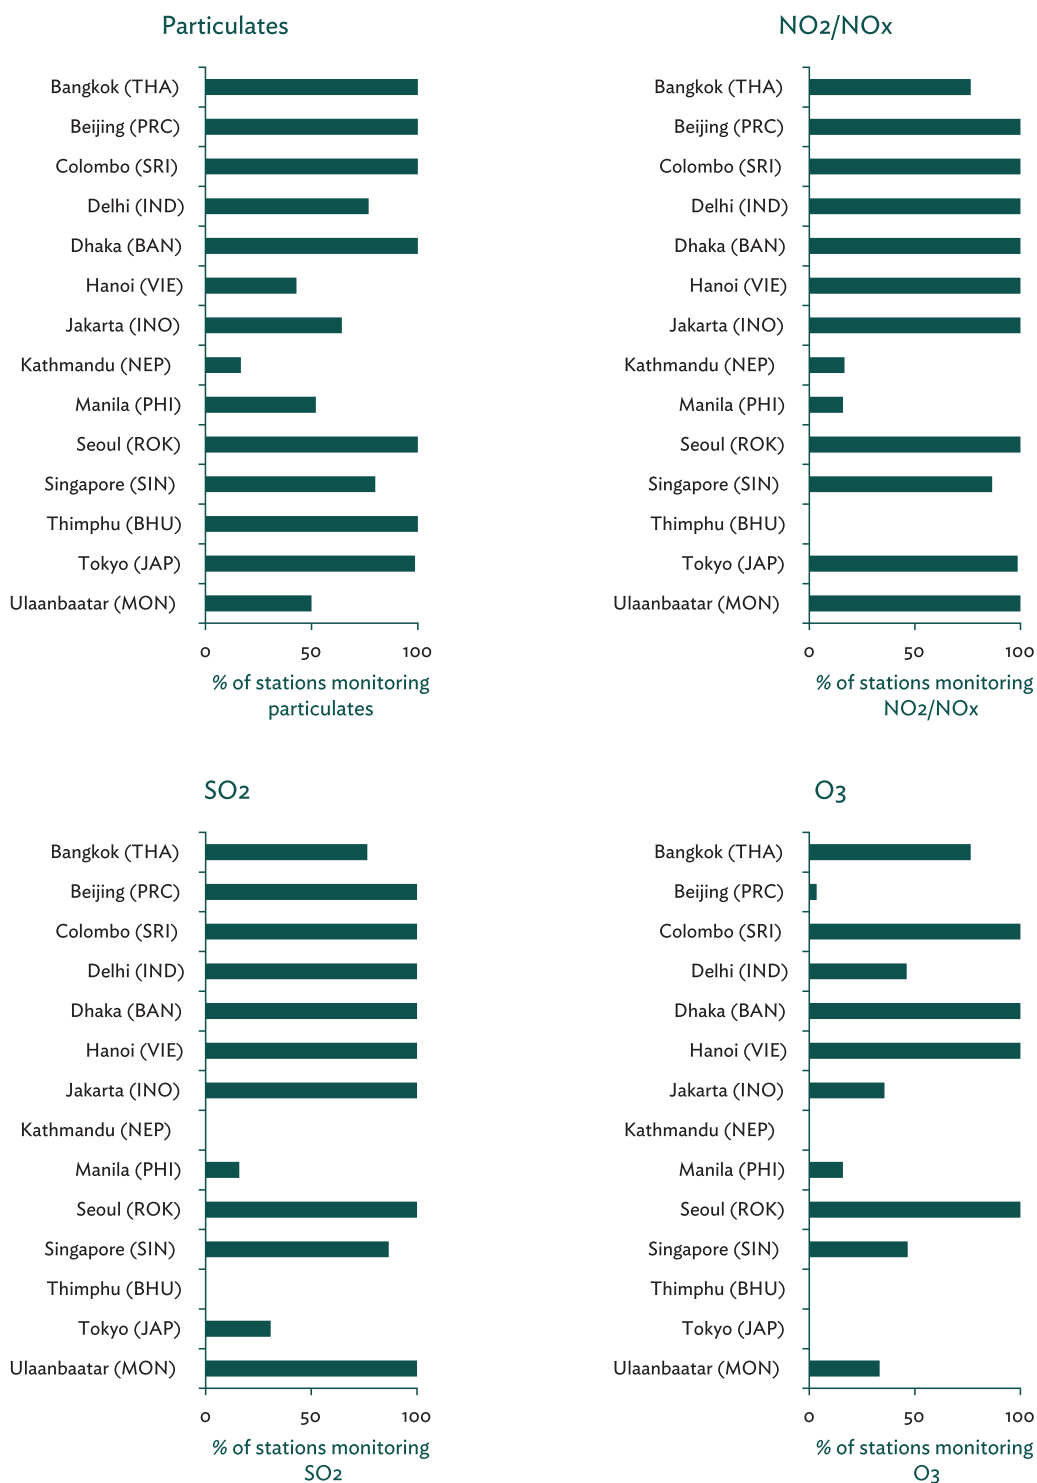 Particulates
Bangkok (THA)
Beijing (PRC)
Colombo (SRI)
Delhi (IND)
Dhaka (BAN)
Hanoi (VIE)
Jakarta (INO)
Kathmandu (NEP)
Manila (PHI)
Seoul (ROK)
Singapore (SIN)
Thimphu (BHU)
Tokyo (JAP)
Ulaanbaatar (MON)
0 50 100
% of stations monitoring
particulates
NO2/NOx
Bangkok (THA)
Beijing (PRC)
Colombo (SRI)
Delhi (IND)
Dhaka (BAN)
Hanoi (VIE)
Jakarta (INO)
Kathmandu (NEP)
Manila (PHI)
Seoul (ROK)
Singapore (SIN)
Thimphu (BHU)
Tokyo (JAP)
Ulaanbaatar (MON)
0 50 100
% of stations monitoring
NO2/NOx
SO2
Bangkok (THA)
Beijing (PRC)
Colombo (SRI)
Delhi (IND)
Dhaka (BAN)
Hanoi (VIE)
Jakarta (INO)
Kathmandu (NEP)
Manila (PHI)
Seoul (ROK)
Singapore (SIN)
Thimphu (BHU)
Tokyo (JAP)
Ulaanbaatar (MON)
0 50 100
% of stations monitoring
SO2
O3
Bangkok (THA)
Beijing (PRC)
Colombo (SRI)
Delhi (IND)
Dhaka (BAN)
Hanoi (VIE)
Jakarta (INO)
Kathmandu (NEP)
Manila (PHI)
Seoul (ROK)
Singapore (SIN)
Thimphu (BHU)
Tokyo (JAP)
Ulaanbaatar (MON)
0 50 100
% of stations monitoring
O3